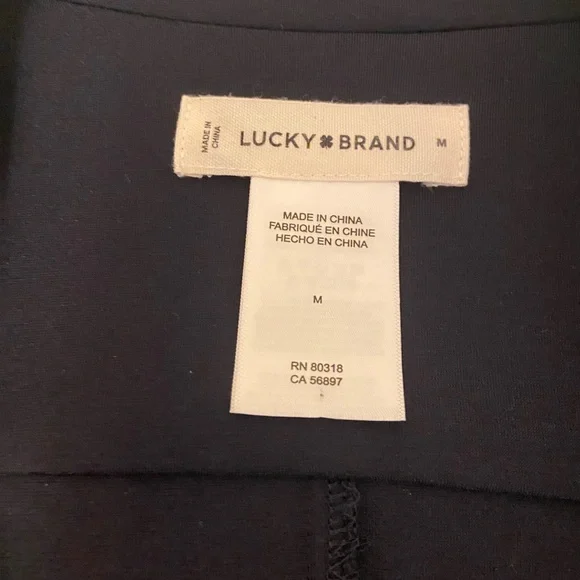 MADE IN
CHINA
LUCKY BRAND M
MADE IN CHINA
FABRIQUÉ EN CHINE
HECHO EN CHINA
M
RN 80318
CA 56897